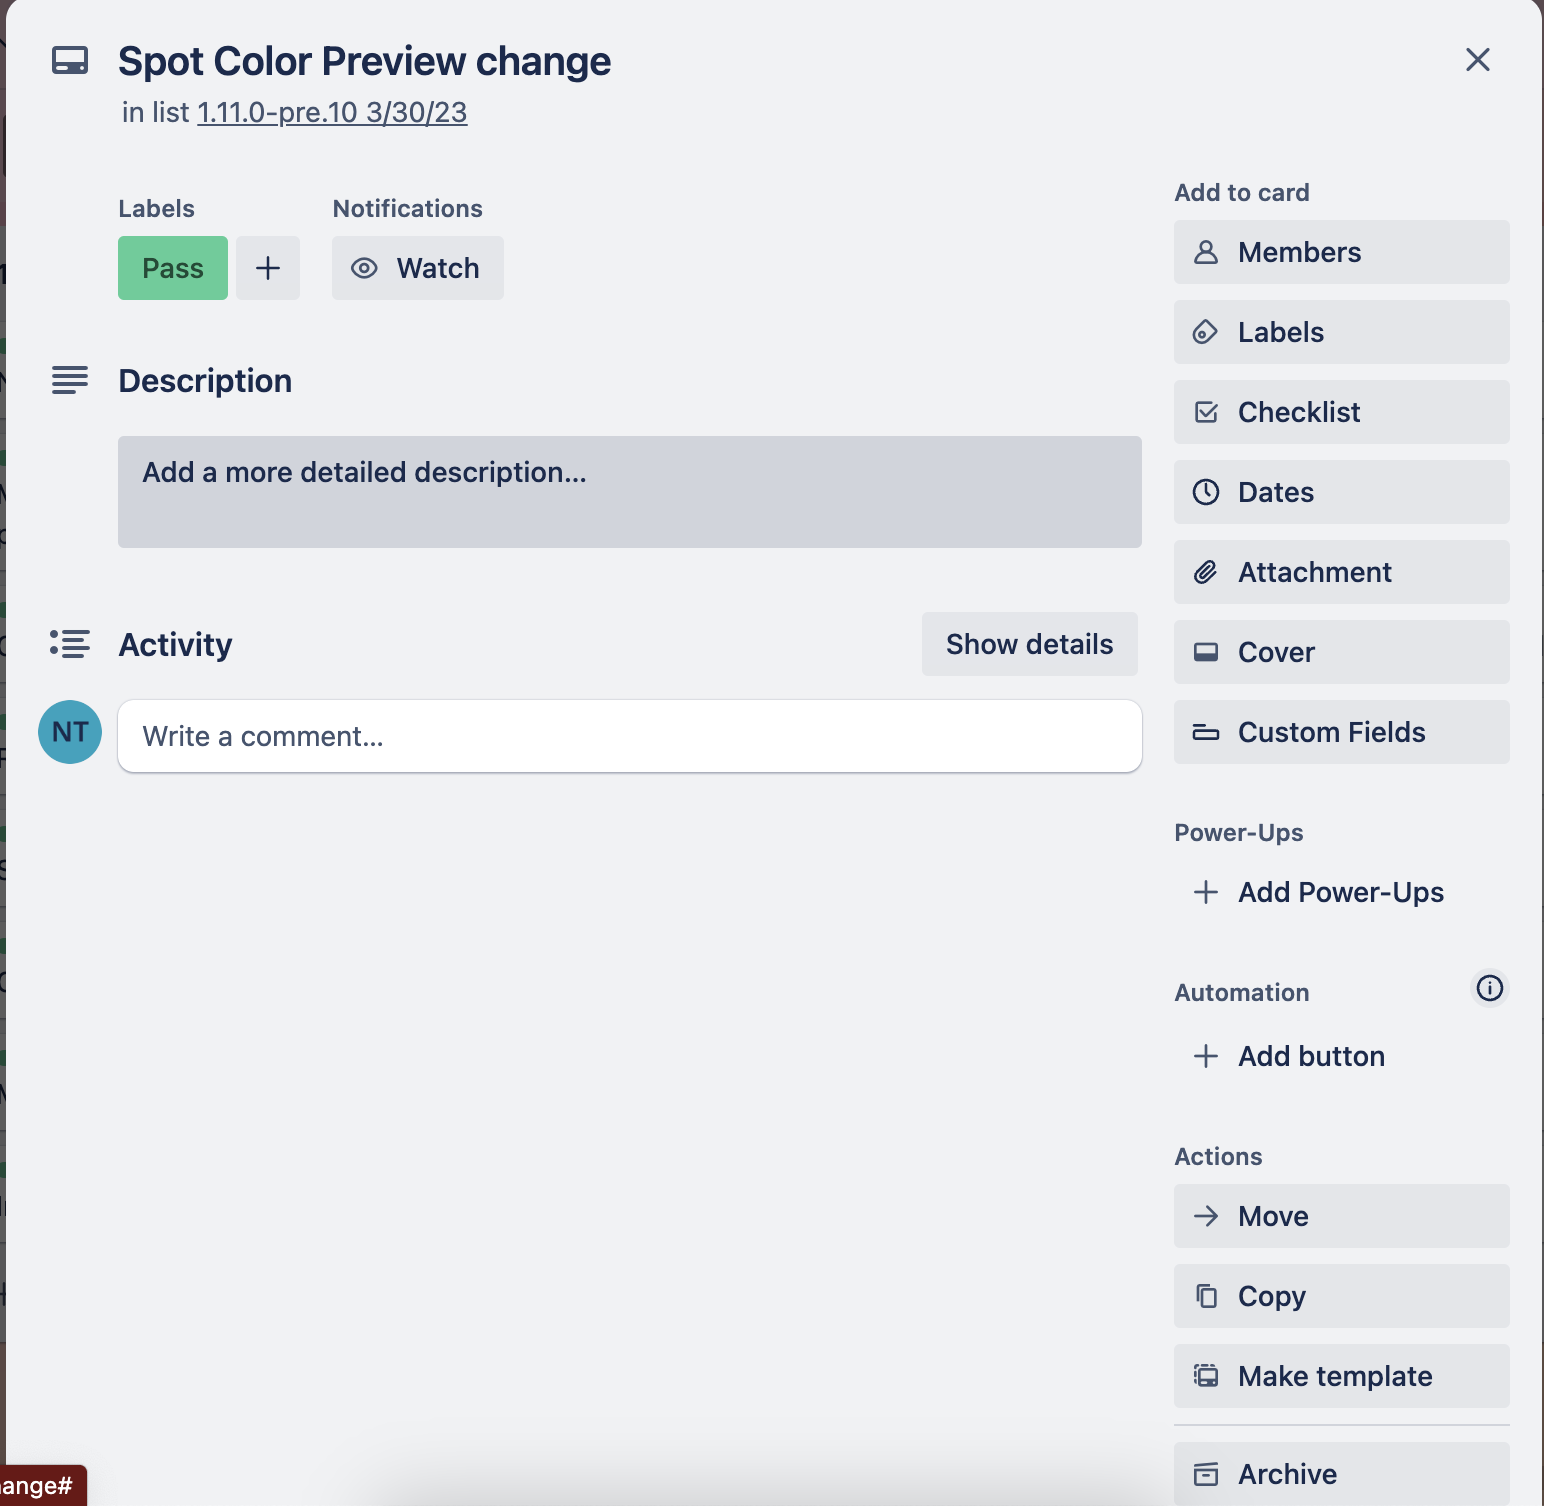 Spot Color Preview change
in list 1.11.0-pre.10 3/30/23
Labels
Notifications
Pass
Watch
Description
Add a more detailed description...
Activity
Show details
NT
Write a comment...
Add to card
Members
Labels
Checklist
Dates
Attachment
Cover
Custom Fields
Power-Ups
Add Power-Ups
Automation
Add button
Actions
Move
Copy
Make template
Archive
ange#